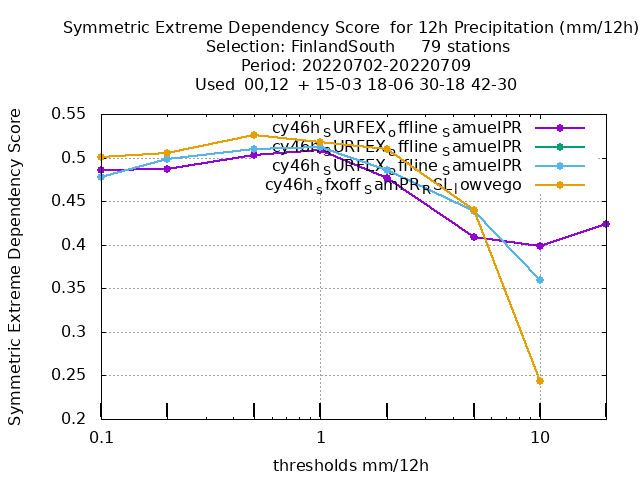 Symmetric Extreme Dependency Score for 12h Precipitation (mm/12h)
Selection: FinlandSouth 79 stations
Period: 20220702-20220709
Used 00,12 + 15-03 18-06 30-18 42-30
Symmetric Extreme Dependency Score
0.55
0.5
0.45
0.4
0.35
0.3
0.25
0.2
cy46h_SURFEX_offline_samuelPR
cy46h_SURFEX_offline_samuelPR
cy46h_SURFEX_offline_samuelPR
cy46h_sfxoff_samPR_RSL_lowvego
0.1
1
10
thresholds mm/12h